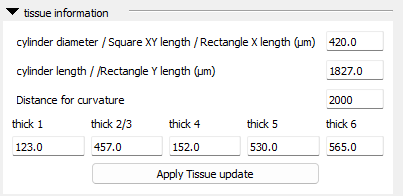 tissue information
cylinder diameter / Square XY length / Rectangle X length (µm) 420.0
cylinder length / /Rectangle Y length (µm) 1827.0
Distance for curvature 2000
thick 1 thick 2/3 thick 4 thick 5 thick 6
123.0 457.0 152.0 530.0 565.0
Apply Tissue update